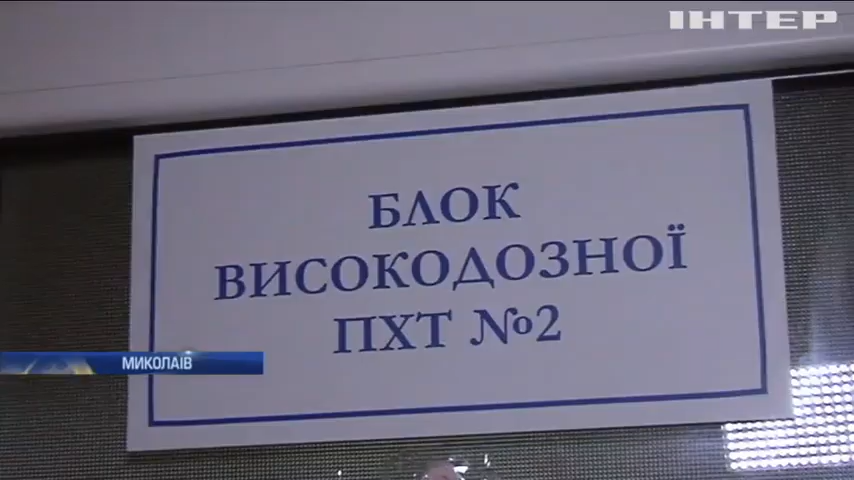 ІНТЕР
БЛОК
ВИСОКОДОЗНОЇ
ПХТ №2
МИКОЛАЇВ